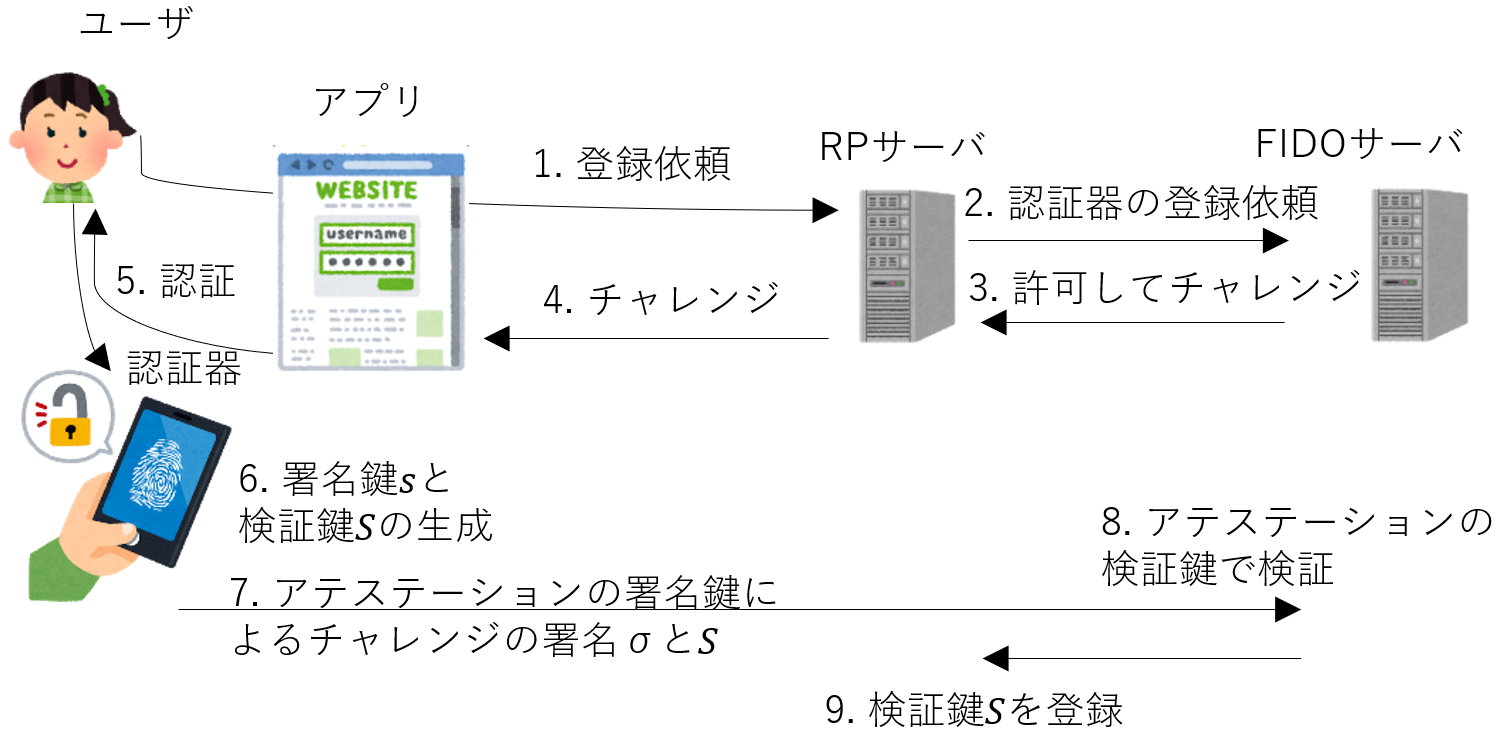 ユーザ
アプリ
RPサーバ
FIDOサーバ
1. 登録依頼
2. 認証器の登録依頼
WEBSITE
username
3. 許可してチャレンジ
4. チャレンジ
5. 認証
認証器
6. 署名鍵sと
検証鍵Sの生成
7. アテステーションの署名鍵に
よるチャレンジの署名σとS
8. アテステーションの
検証鍵で検証
9. 検証鍵Sを登録